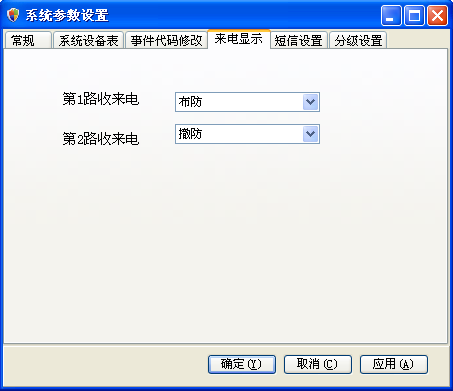 系统参数设置
常规 系统设备表 事件代码修改 来电显示 短信设置 分级设置
第1路收来电 布防
第2路收来电 撤防
确定(Y) 取消(C) 应用(A)